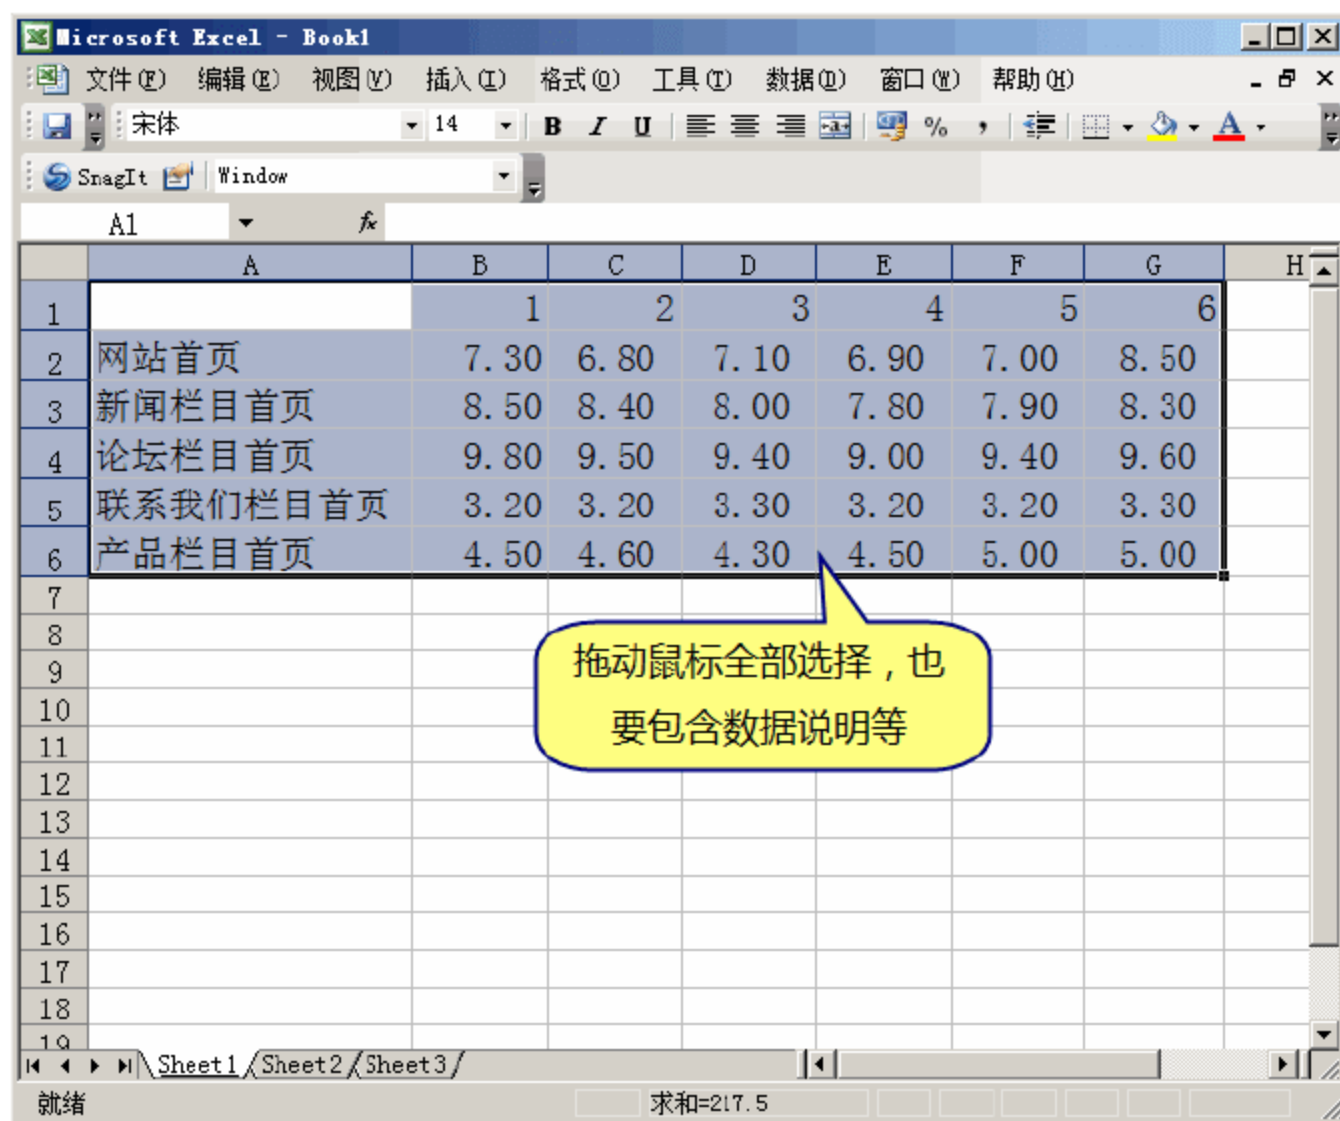 Microsoft Excel - Book1
文件(F) 编辑(E) 视图(V) 插入(I) 格式(O) 工具(T) 数据(D) 窗口(W) 帮助(H)
宋体 14 B I U % ,
SnagIt Window
A1 fx
A B C D E F G H
1 1 2 3 4 5 6
2 网站首页 7.30 6.80 7.10 6.90 7.00 8.50
3 新闻栏目首页 8.50 8.40 8.00 7.80 7.90 8.30
4 论坛栏目首页 9.80 9.50 9.40 9.00 9.40 9.60
5 联系我们栏目首页 3.20 3.20 3.30 3.20 3.20 3.30
6 产品栏目首页 4.50 4.60 4.30 4.50 5.00 5.00
7
8
9
拖动鼠标全部选择，也
10
要包含数据说明等
11
12
13
14
15
16
17
18
19
Sheet1 Sheet2 Sheet3
就绪 求和=217.5